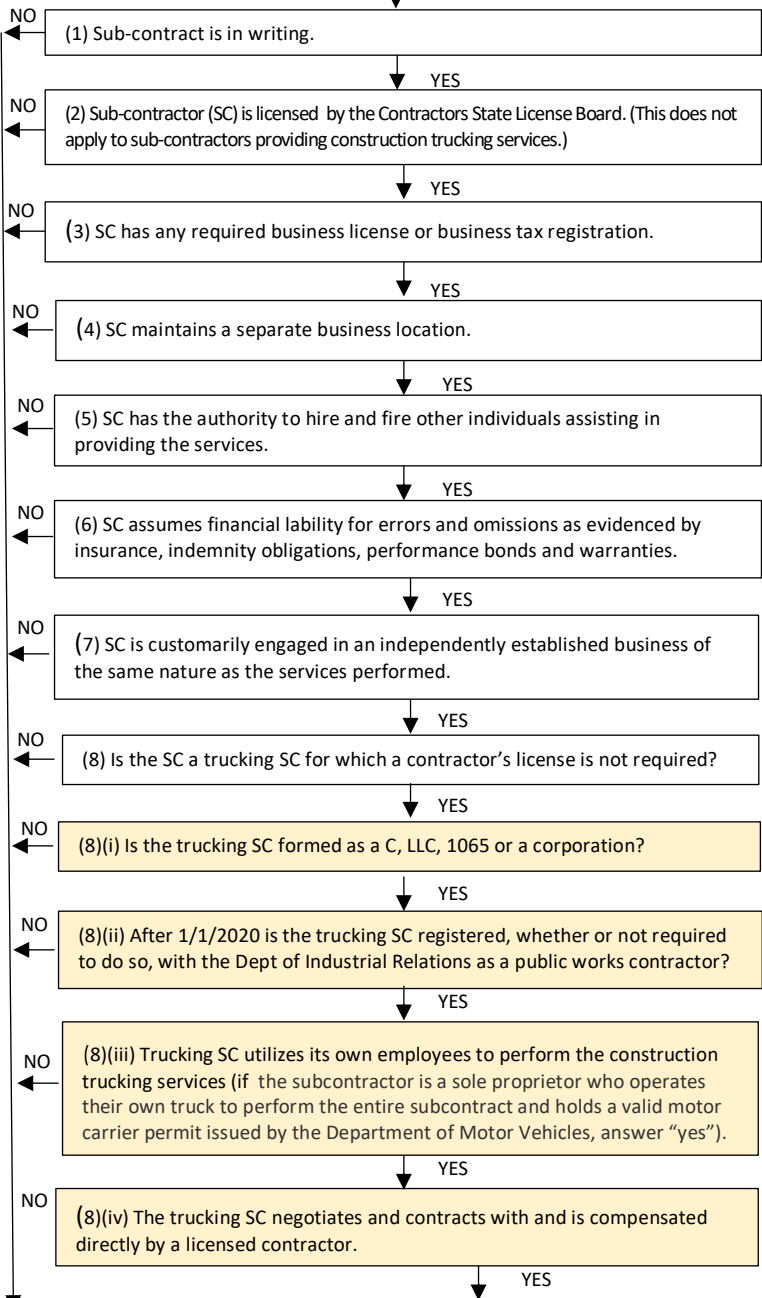 NO
(1) Sub-contract is in writing.
YES
NO
(2) Sub-contractor (SC) is licensed by the Contractors State License Board. (This does not
apply to sub-contractors providing construction trucking services.)
YES
NO
(3) SC has any required business license or business tax registration.
YES
NO
(4) SC maintains a separate business location.
YES
NO
(5) SC has the authority to hire and fire other individuals assisting in
providing the services.
YES
NO
(6) SC assumes financial lability for errors and omissions as evidenced by
insurance, indemnity obligations, performance bonds and warranties.
YES
NO
(7) SC is customarily engaged in an independently established business of
the same nature as the services performed.
YES
NO
(8) Is the SC a trucking SC for which a contractor’s license is not required?
YES
NO
(8)(i) Is the trucking SC formed as a C, LLC, 1065 or a corporation?
YES
NO
(8)(ii) After 1/1/2020 is the trucking SC registered, whether or not required
to do so, with the Dept of Industrial Relations as a public works contractor?
YES
NO
(8)(iii) Trucking SC utilizes its own employees to perform the construction
trucking services (if the subcontractor is a sole proprietor who operates
their own truck to perform the entire subcontract and holds a valid motor
carrier permit issued by the Department of Motor Vehicles, answer “yes”).
YES
NO
(8)(iv) The trucking SC negotiates and contracts with and is compensated
directly by a licensed contractor.
YES